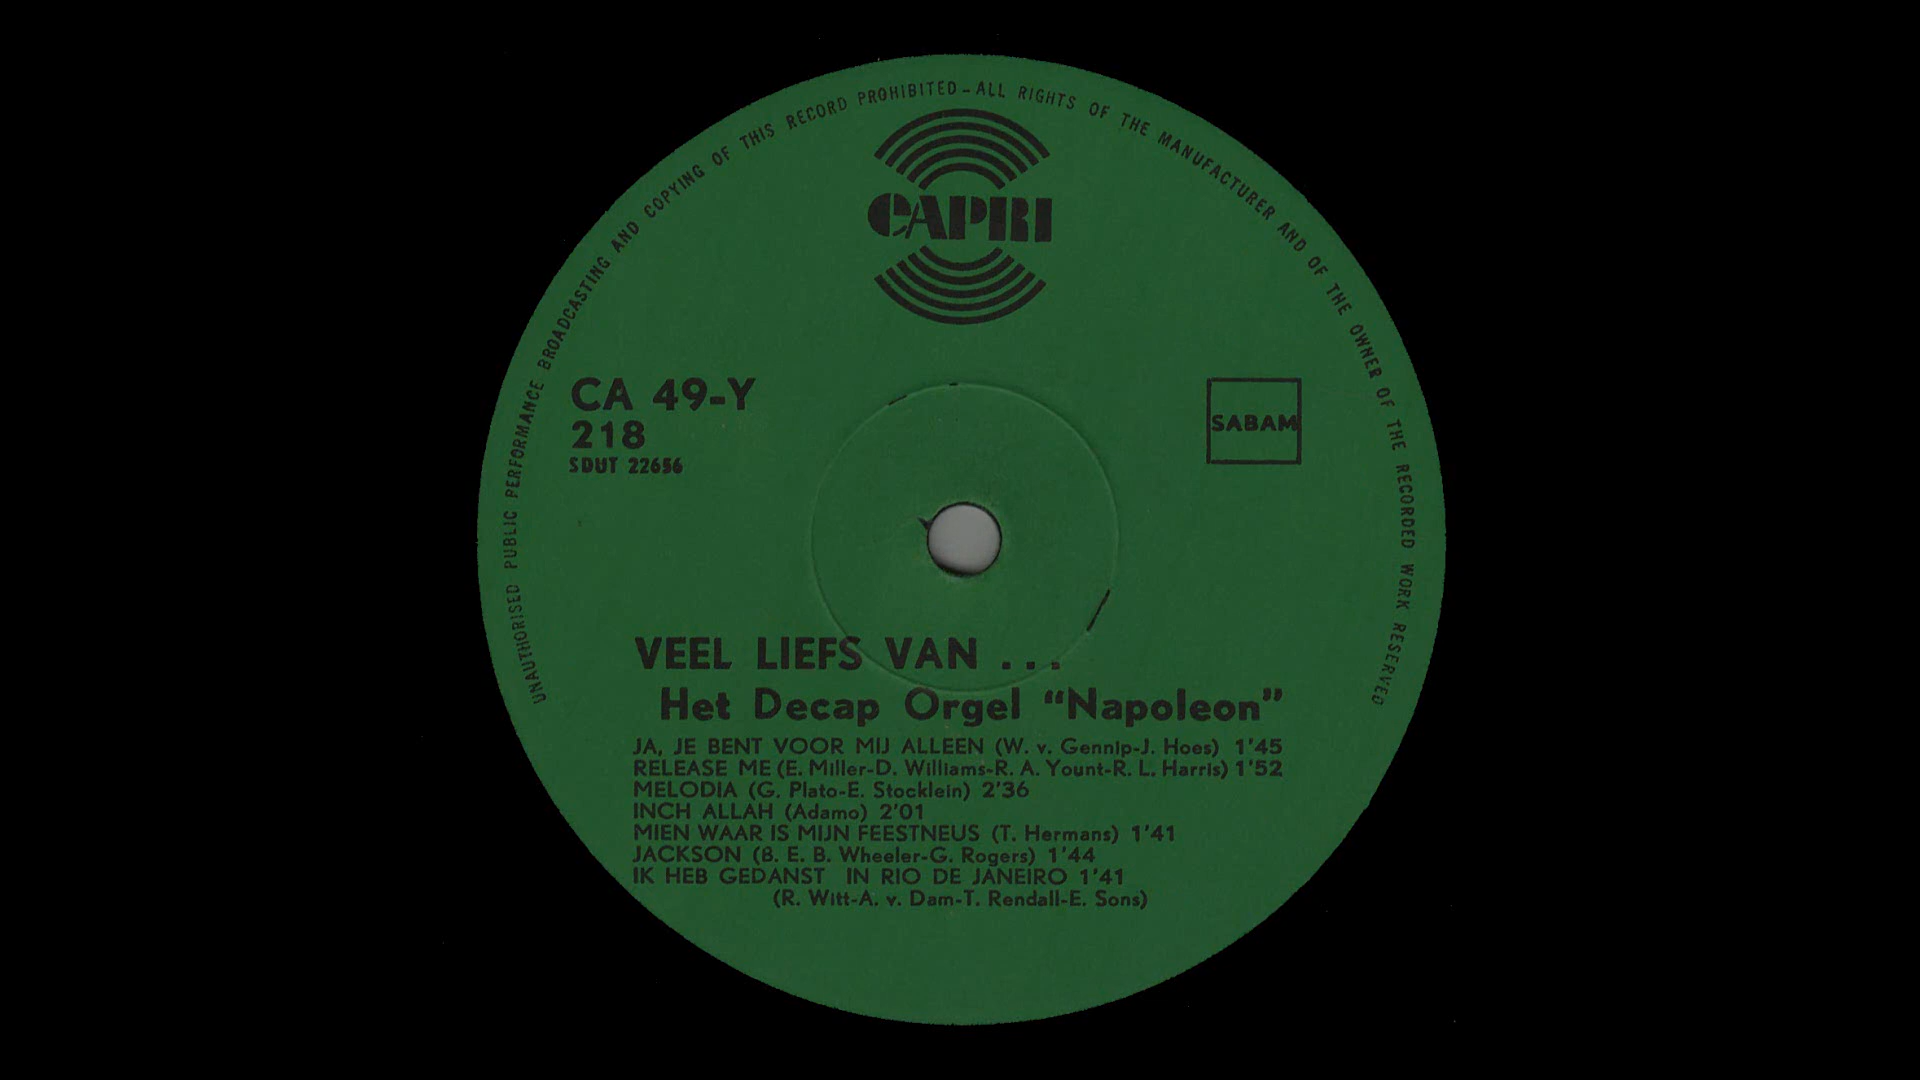 UNAUTHORISED PUBLIC PERFORMANCE BROADCASTING AND COPYING OF THIS RECORD PROHIBITED - ALL RIGHTS OF THE MANUFACTURER AND OF THE OWNER OF THE RECORDED WORK RESERVED
CAPRI
CA 49-Y
218
SDUT 22656
SABAM
VEEL LIEFS VAN ...
Het Decap Orgel “Napoleon”
JA, JE BENT VOOR MIJ ALLEEN (W. v. Gennip-J. Hoes) 1'45
RELEASE ME (E. Miller-D. Williams-R. A. Yount-R. L. Harris) 1'52
MELODIA (G. Plato-E. Stocklein) 2'36
INCH ALLAH (Adamo) 2'01
MIEN WAAR IS MIJN FEESTNEUS (T. Hermans) 1'41
JACKSON (B. E. B. Wheeler-G. Rogers) 1'44
IK HEB GEDANST IN RIO DE JANEIRO 1'41
(R. Witt-A. v. Dam-T. Rendall-E. Sons)